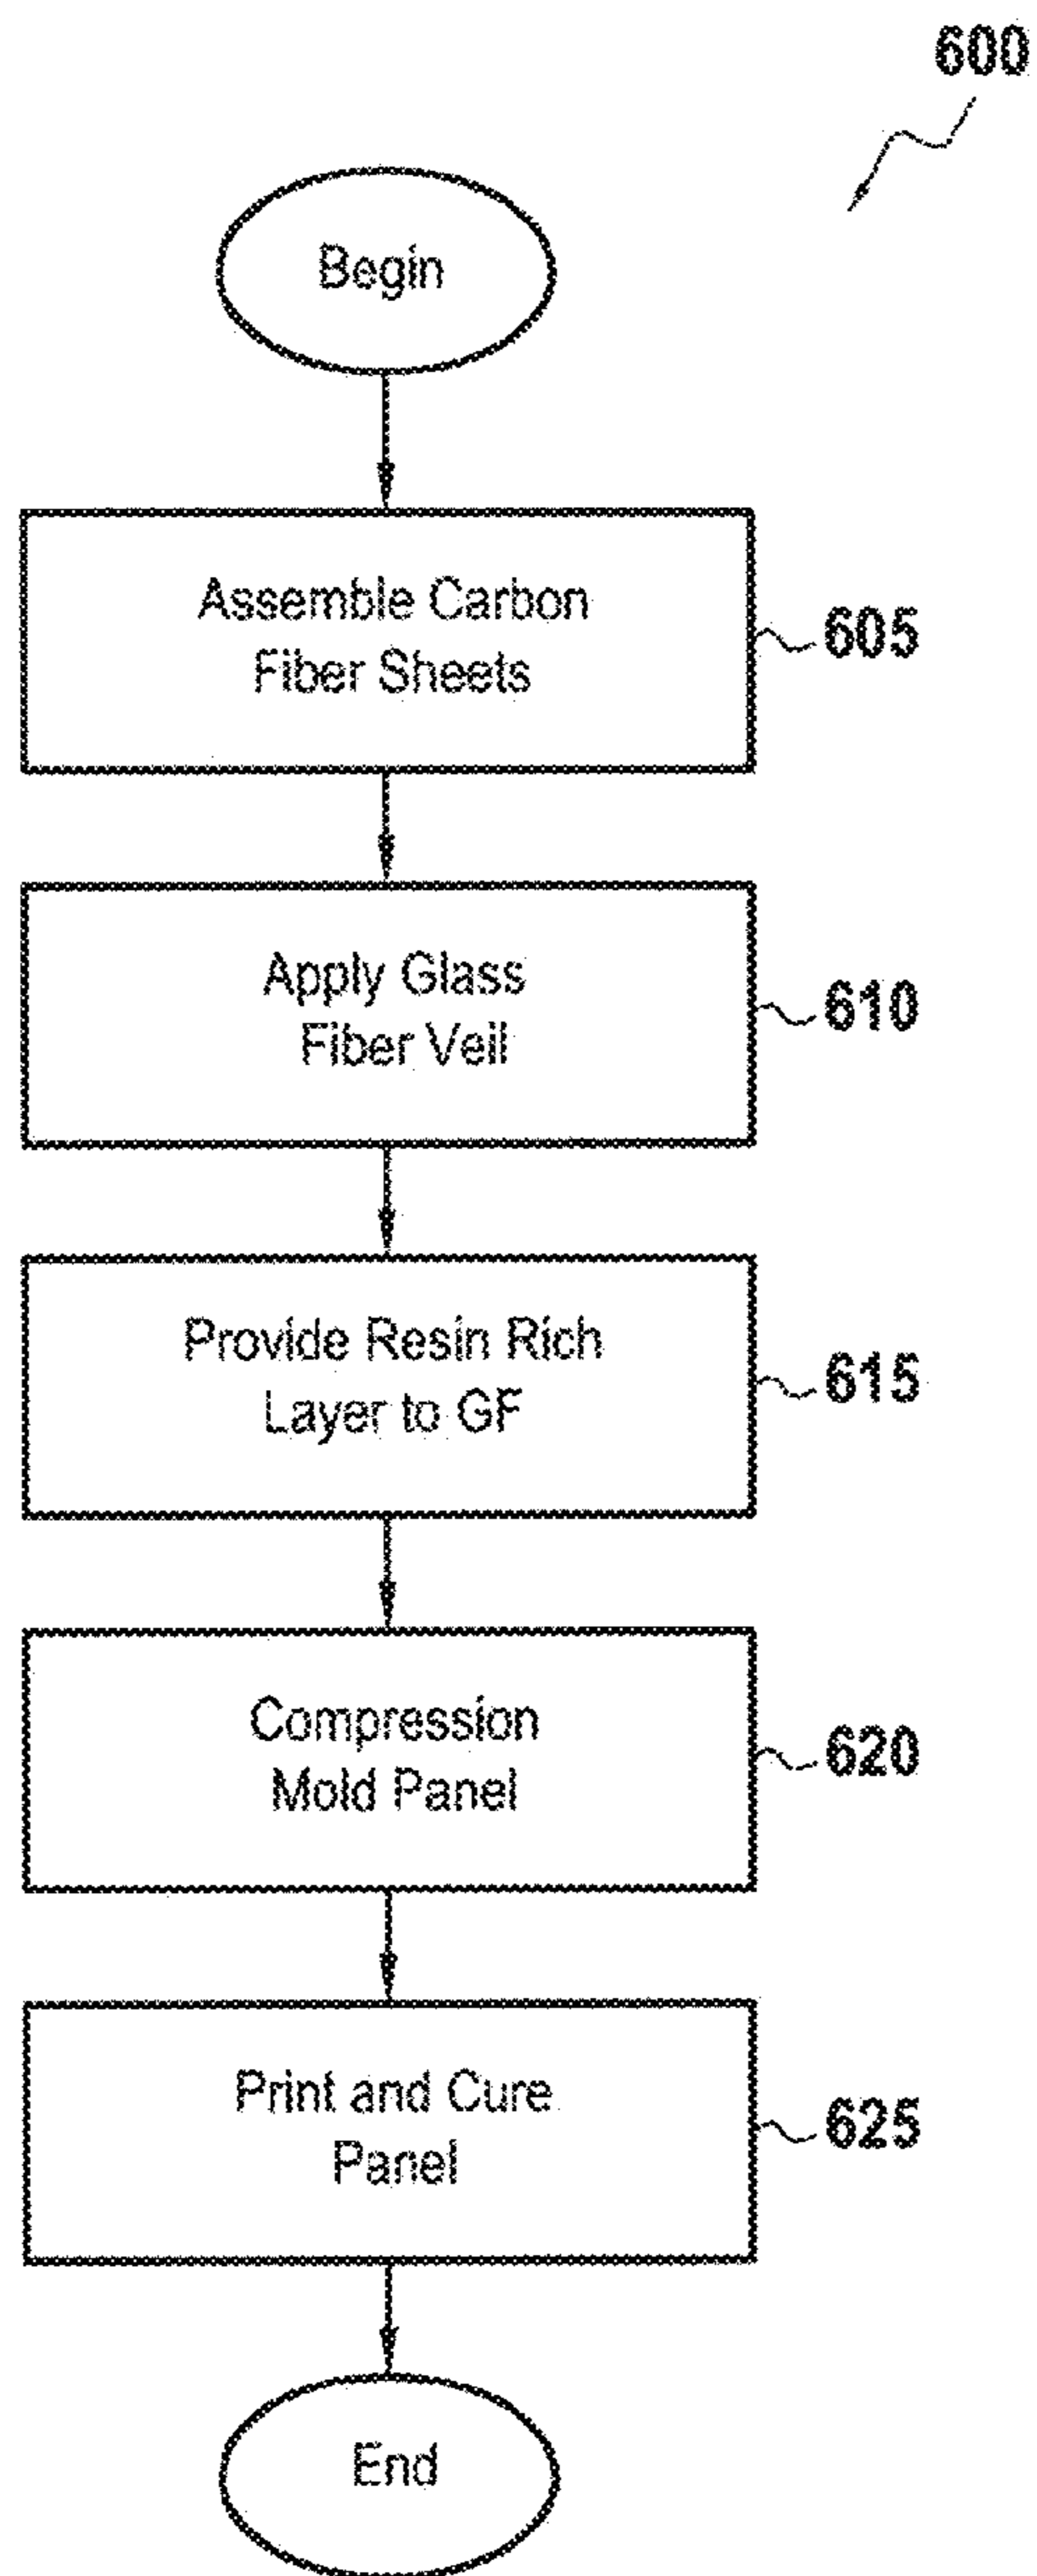 600
Begin
Assemble Carbon
Fiber Sheets
605
Apply Glass
Fiber Veil
610
Provide Resin Rich
Layer to GF
615
Compression
Mold Panel
620
Print and Cure
Panel
625
End